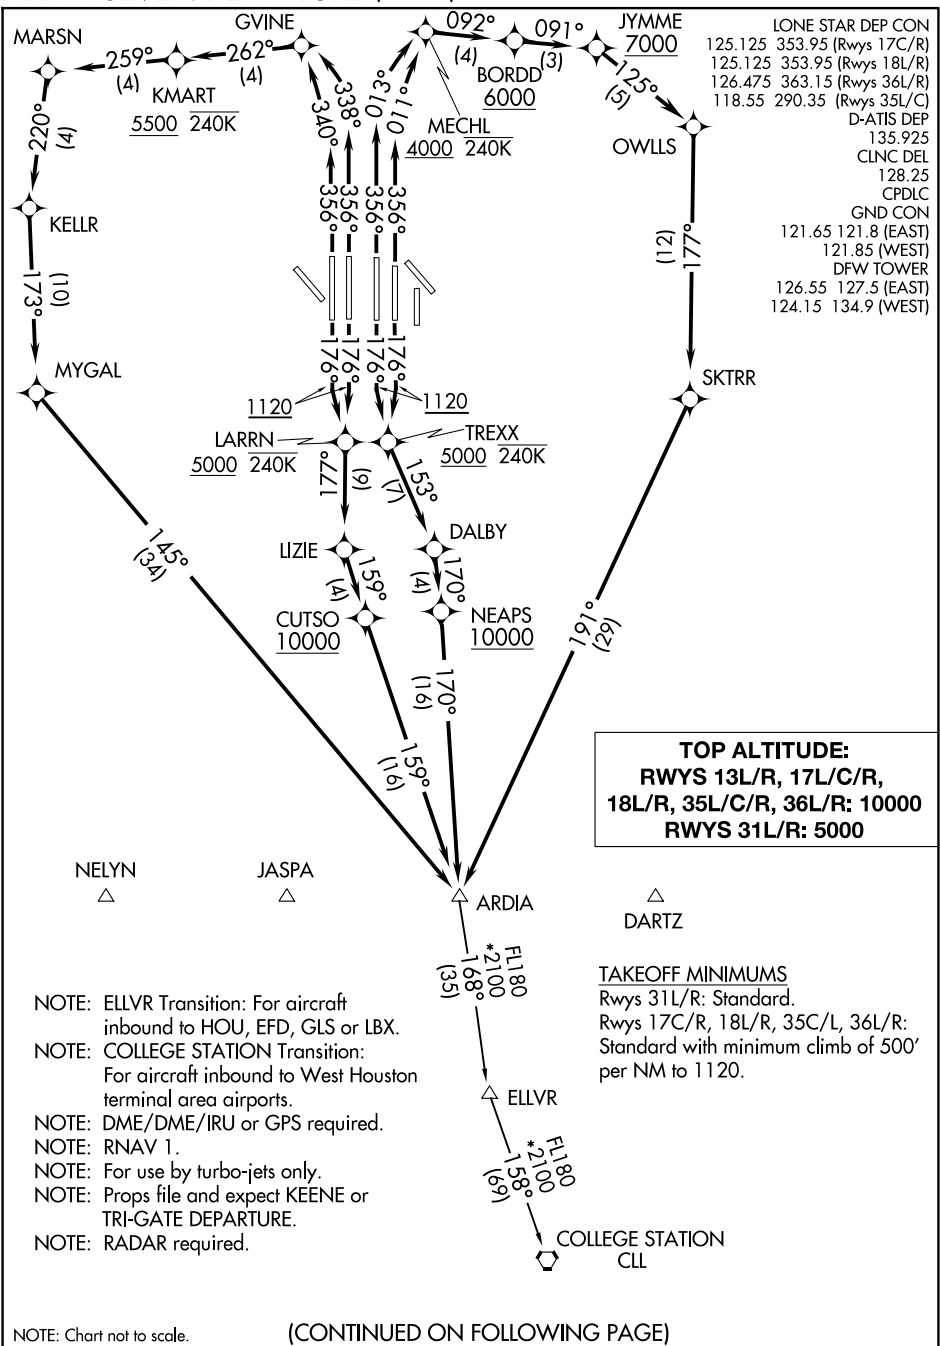 MARSN
259°
(4)
KMART
5500 240K
262°
(4)
GVINE
092°
(4)
BORDD
6000
091°
(3)
JYMME
7000
125°
(5)
OWLLS
MECHL
4000 240K
LONE STAR DEP CON
125.125 353.95 (Rwys 17C/R)
125.125 353.95 (Rwys 18L/R)
126.475 363.15 (Rwys 36L/R)
118.55 290.35 (Rwys 35L/C)
D-ATIS DEP
135.925
CLNC DEL
128.25
CPDLC
GND CON
121.65 121.8 (EAST)
121.85 (WEST)
DFW TOWER
126.55 127.5 (EAST)
124.15 134.9 (WEST)
220°
(4)
KELLR
173°
(10)
MYGAL
340°
338°
013°
011°
356°
356°
356°
356°
176°
176°
176°
176°
1120
1120
177°
(12)
SKTRR
LARRN
5000 240K
TREXX
5000 240K
177°
(9)
153°
(7)
LIZIE
DALBY
159°
(4)
170°
(4)
CUTSO
10000
NEAPS
10000
145°
(34)
159°
(16)
170°
(16)
191°
(29)
TOP ALTITUDE:
RWYS 13L/R, 17L/C/R,
18L/R, 35L/C/R, 36L/R: 10000
RWYS 31L/R: 5000
NELYN
JASPA
ARDIA
DARTZ
FL180
*2100
168°
(35)
ELLVR
FL180
*2100
158°
(69)
COLLEGE STATION
CLL
TAKEOFF MINIMUMS
Rwys 31L/R: Standard.
Rwys 17C/R, 18L/R, 35C/L, 36L/R:
Standard with minimum climb of 500'
per NM to 1120.
NOTE: ELLVR Transition: For aircraft
inbound to HOU, EFD, GLS or LBX.
NOTE: COLLEGE STATION Transition:
For aircraft inbound to West Houston
terminal area airports.
NOTE: DME/DME/IRU or GPS required.
NOTE: RNAV 1.
NOTE: For use by turbo-jets only.
NOTE: Props file and expect KEENE or
TRI-GATE DEPARTURE.
NOTE: RADAR required.
NOTE: Chart not to scale.
(CONTINUED ON FOLLOWING PAGE)